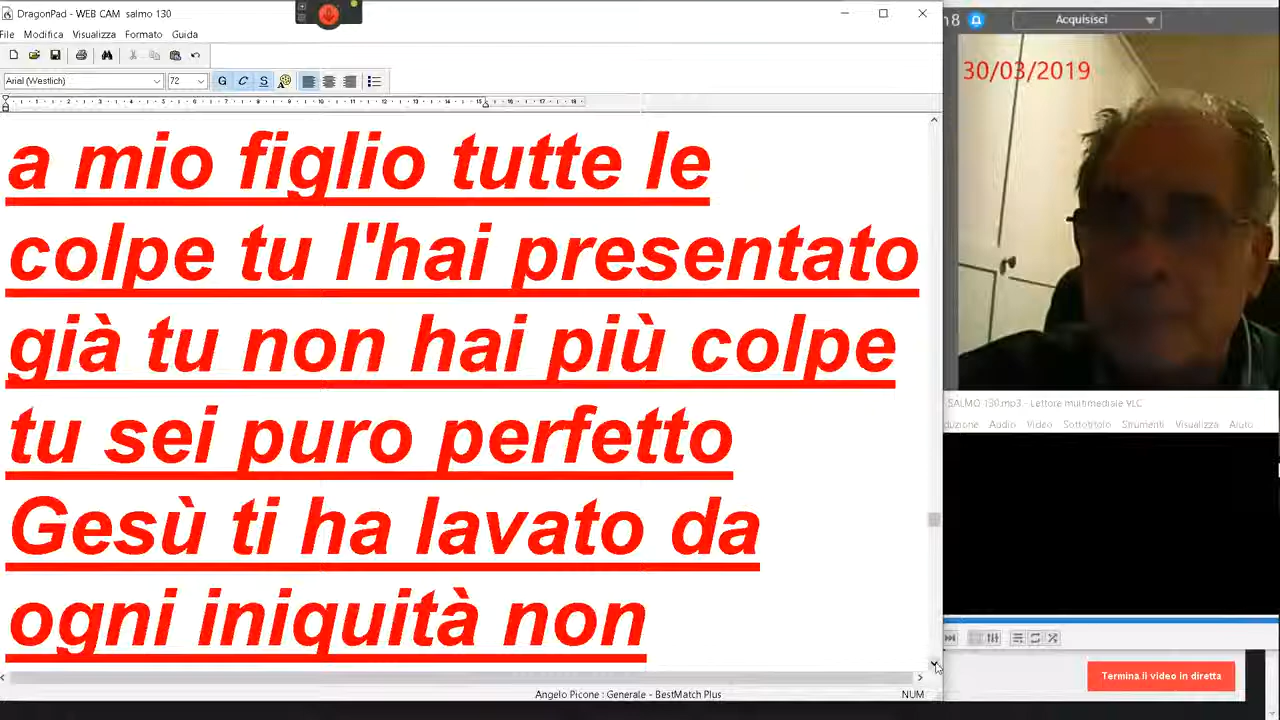 DragonPad - WEB CAM salmo 130
File Modifica Visualizza Formato Guida
Arial (Westlich) 72
G C S
a mio figlio tutte le
colpe tu l'hai presentato
già tu non hai più colpe
tu sei puro perfetto
Gesù ti ha lavato da
ogni iniquità non
Angelo Picone : Generale - BestMatch Plus NUM
Acquisisci
30/03/2019
SALMO 130.mp3 - Lettore multimediale VLC
Audio Video Sottotitolo Strumenti Visualizza Aiuto
Termina il video in diretta